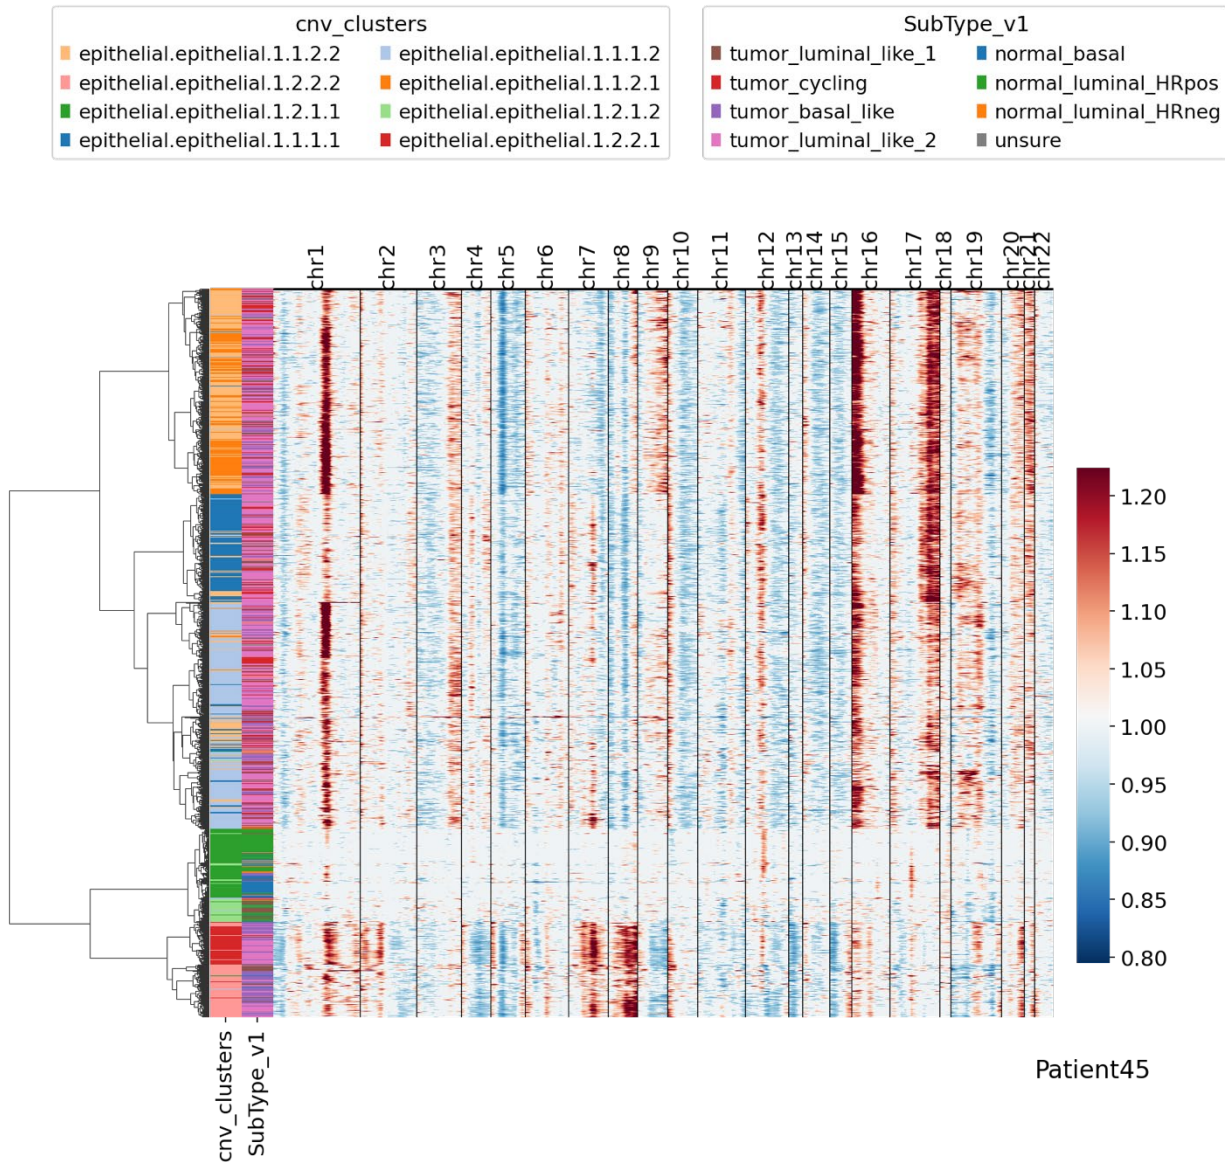 cnv_clusters
epithelial.epithelial.1.1.2.2 epithelial.epithelial.1.1.1.2
epithelial.epithelial.1.2.2.2 epithelial.epithelial.1.1.2.1
epithelial.epithelial.1.2.1.1 epithelial.epithelial.1.2.1.2
epithelial.epithelial.1.1.1.1 epithelial.epithelial.1.2.2.1
SubType_v1
tumor_luminal_like_1 normal_basal
tumor_cycling normal_luminal_HRpos
tumor_basal_like normal_luminal_HRneg
tumor_luminal_like_2 unsure
chr1 chr2 chr3 chr4 chr5 chr6 chr7 chr8 chr9 chr10 chr11 chr12 chr13 chr14 chr15 chr16 chr17 chr18 chr19 chr20 chr21 chr22
1.20
1.15
1.10
1.05
1.00
0.95
0.90
0.85
0.80
cnv_clusters
SubType_v1
Patient45